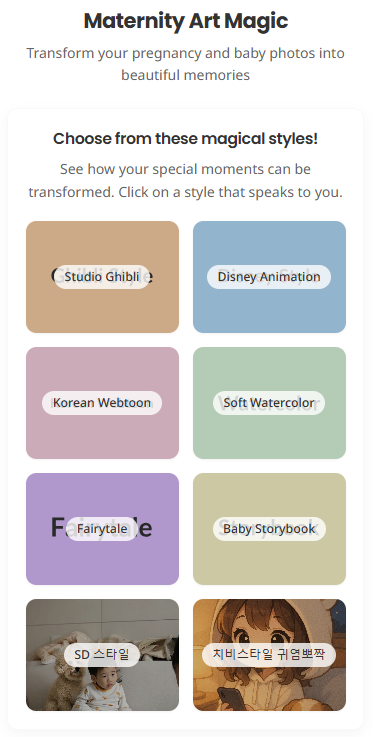 Maternity Art Magic
Transform your pregnancy and baby photos into
beautiful memories
Choose from these magical styles!
See how your special moments can be
transformed. Click on a style that speaks to you.
Studio Ghibli
Disney Animation
Korean Webtoon
Soft Watercolor
Fairytale
Fairytale
Baby Storybook
SD 스타일
치비스타일 귀염뽀짝